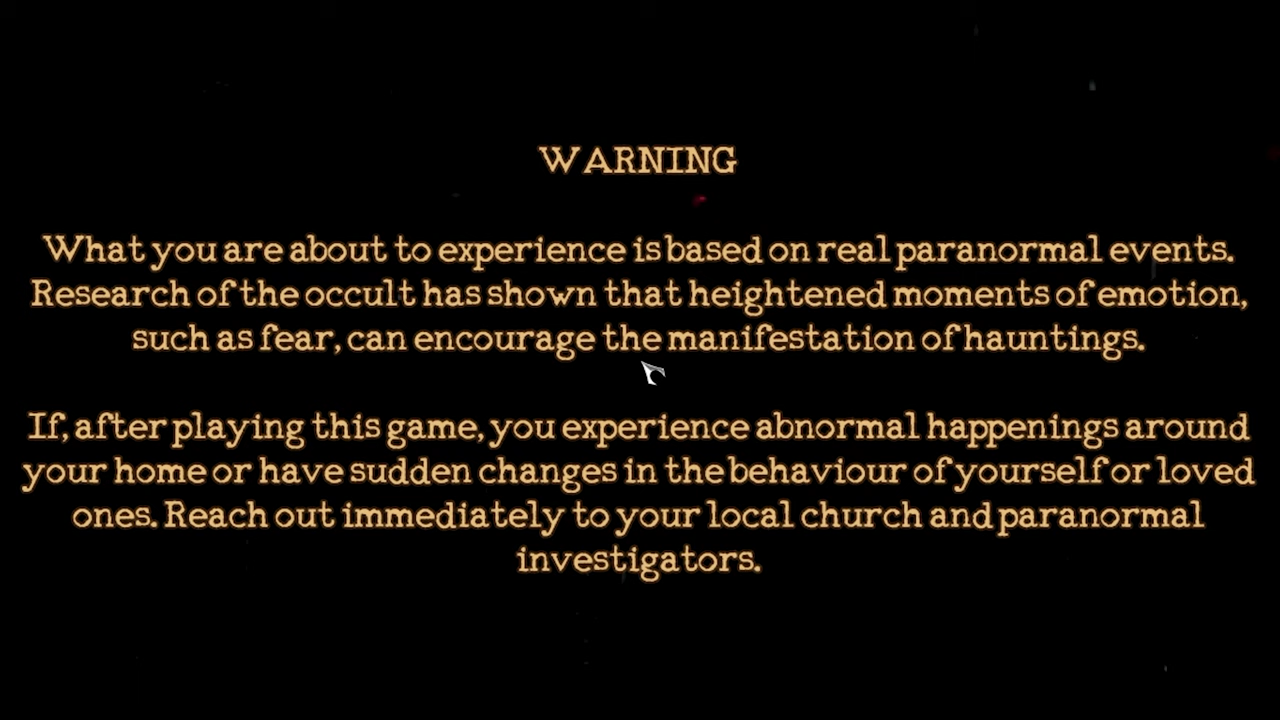 WARNING
What you are about to experience is based on real paranormal events.
Research of the occult has shown that heightened moments of emotion,
such as fear, can encourage the manifestation of hauntings.
If, after playing this game, you experience abnormal happenings around
your home or have sudden changes in the behaviour of yourself or loved
ones. Reach out immediately to your local church and paranormal
investigators.